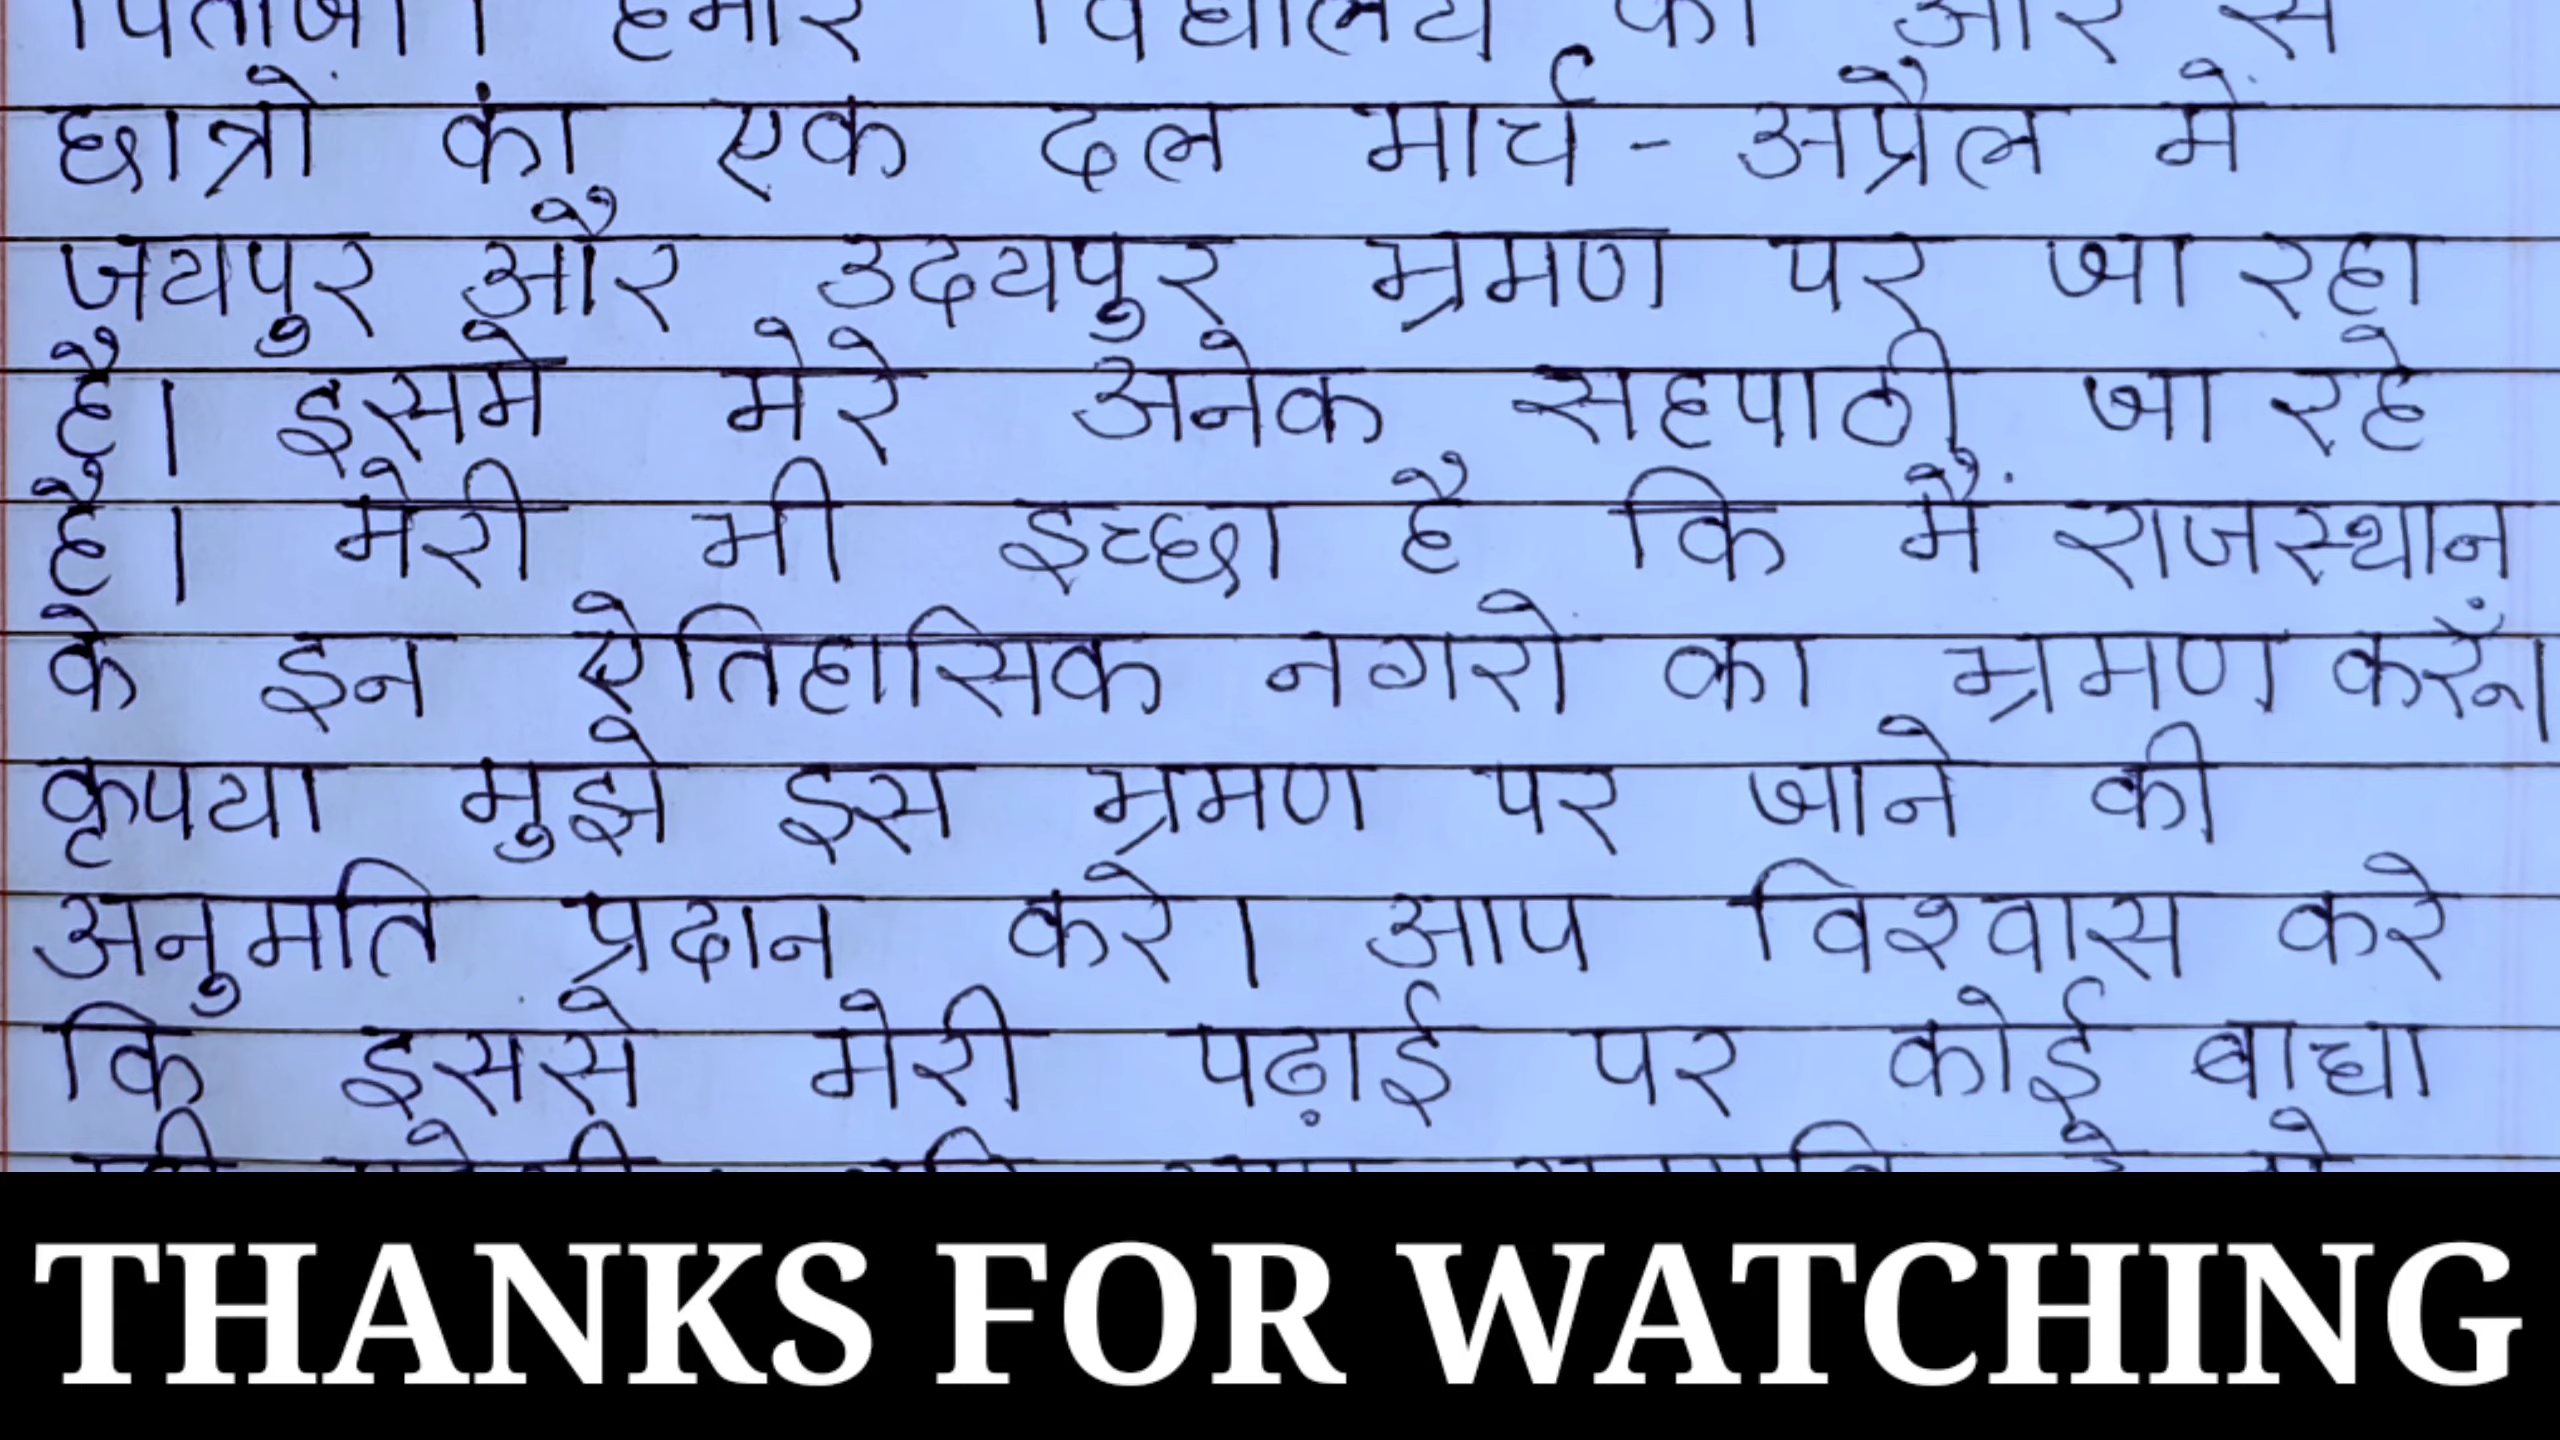 पिताजी। हमारे विद्यालय की ओर से
छात्रों का एक दल मार्च - अप्रैल में
जयपुर और उदयपुर भ्रमण पर जा रहा
है। इसमे मेरे अनेक सहपाठी जा रहे
है। मेरी भी इच्छा है कि मैं राजस्थान
के इन ऐतिहासिक नगरो का भ्रमण करूँ।
कृपया मुझे इस भ्रमण पर जाने की
अनुमति प्रदान करे। आप विश्वास करे
कि इससे मेरी पढ़ाई पर कोई बाधा
THANKS FOR WATCHING